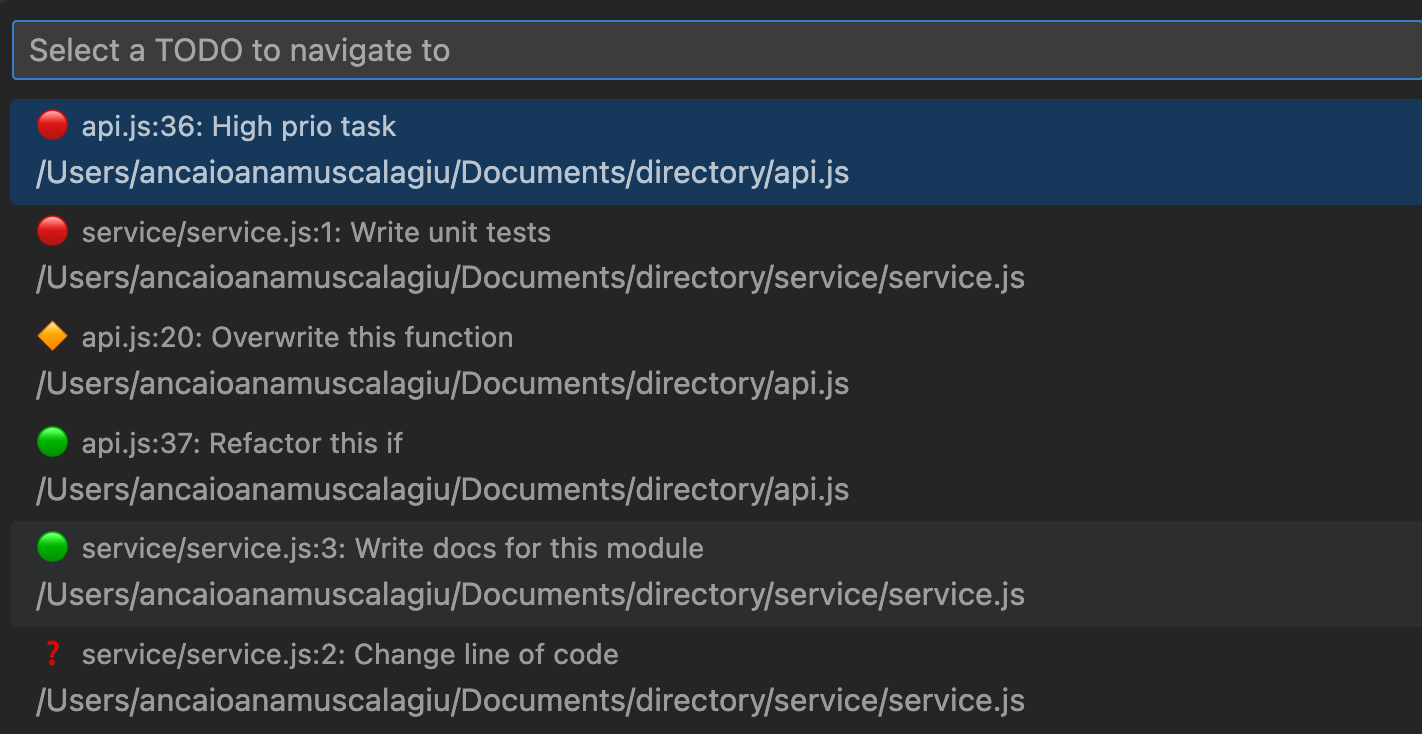 Select a TODO to navigate to
🔴 api.js:36: High prio task
/Users/ancaioanamuscalagiu/Documents/directory/api.js
🔴 service/service.js:1: Write unit tests
/Users/ancaioanamuscalagiu/Documents/directory/service/service.js
🔶 api.js:20: Overwrite this function
/Users/ancaioanamuscalagiu/Documents/directory/api.js
🟢 api.js:37: Refactor this if
/Users/ancaioanamuscalagiu/Documents/directory/api.js
🟢 service/service.js:3: Write docs for this module
/Users/ancaioanamuscalagiu/Documents/directory/service/service.js
❓ service/service.js:2: Change line of code
/Users/ancaioanamuscalagiu/Documents/directory/service/service.js